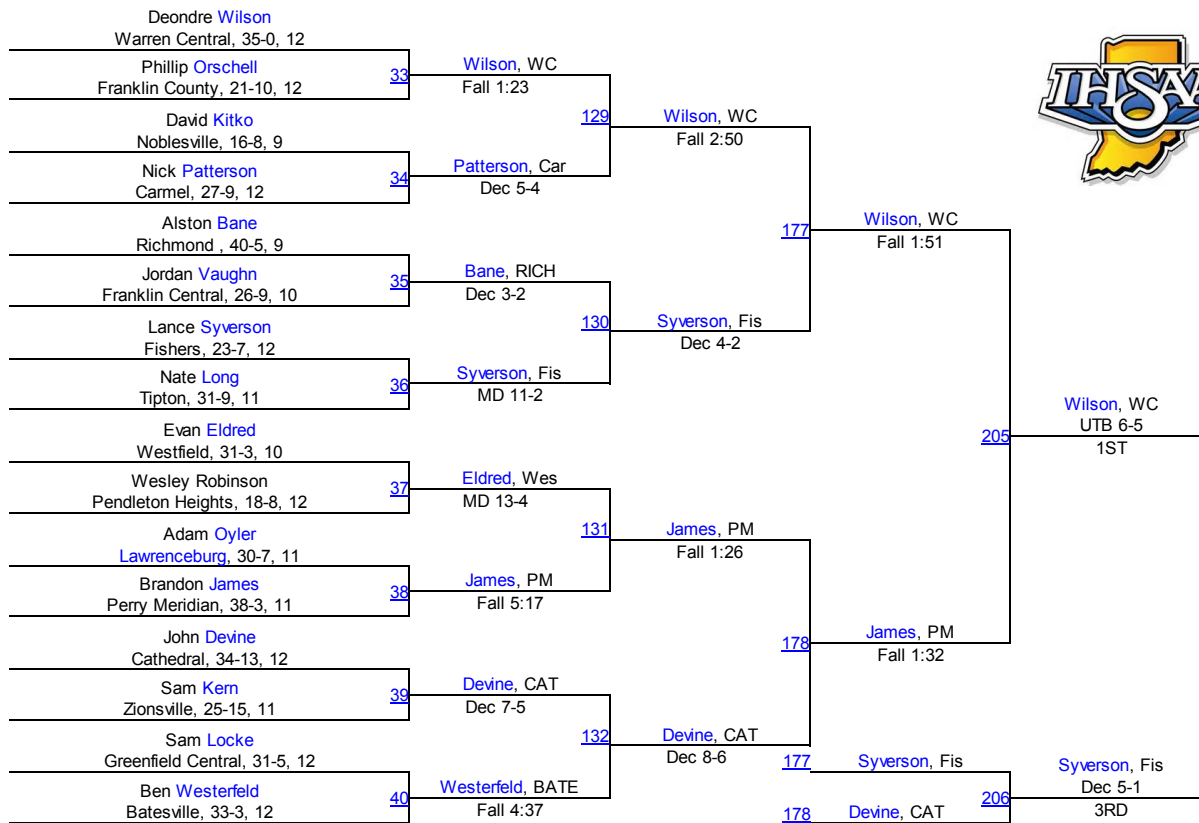 Deondre Wilson
Warren Central, 35-0, 12
Phillip Orschell
Franklin County, 21-10, 12
33
Wilson, WC
Fall 1:23
David Kitko
Noblesville, 16-8, 9
Nick Patterson
Carmel, 27-9, 12
34
Patterson, Car
Dec 5-4
129
Wilson, WC
Fall 2:50
Alston Bane
Richmond , 40-5, 9
Jordan Vaughn
Franklin Central, 26-9, 10
35
Bane, RICH
Dec 3-2
Lance Syverson
Fishers, 23-7, 12
Nate Long
Tipton, 31-9, 11
36
Syverson, Fis
MD 11-2
130
Syverson, Fis
Dec 4-2
177
Wilson, WC
Fall 1:51
Evan Eldred
Westfield, 31-3, 10
Wesley Robinson
Pendleton Heights, 18-8, 12
37
Eldred, Wes
MD 13-4
Adam Oyler
Lawrenceburg, 30-7, 11
Brandon James
Perry Meridian, 38-3, 11
38
James, PM
Fall 5:17
131
James, PM
Fall 1:26
John Devine
Cathedral, 34-13, 12
Sam Kern
Zionsville, 25-15, 11
39
Devine, CAT
Dec 7-5
Sam Locke
Greenfield Central, 31-5, 12
Ben Westerfeld
Batesville, 33-3, 12
40
Westerfeld, BATE
Fall 4:37
132
Devine, CAT
Dec 8-6
178
James, PM
Fall 1:32
205
Wilson, WC
UTB 6-5
1ST
177
Syverson, Fis
178
Devine, CAT
206
Syverson, Fis
Dec 5-1
3RD
IHSAA